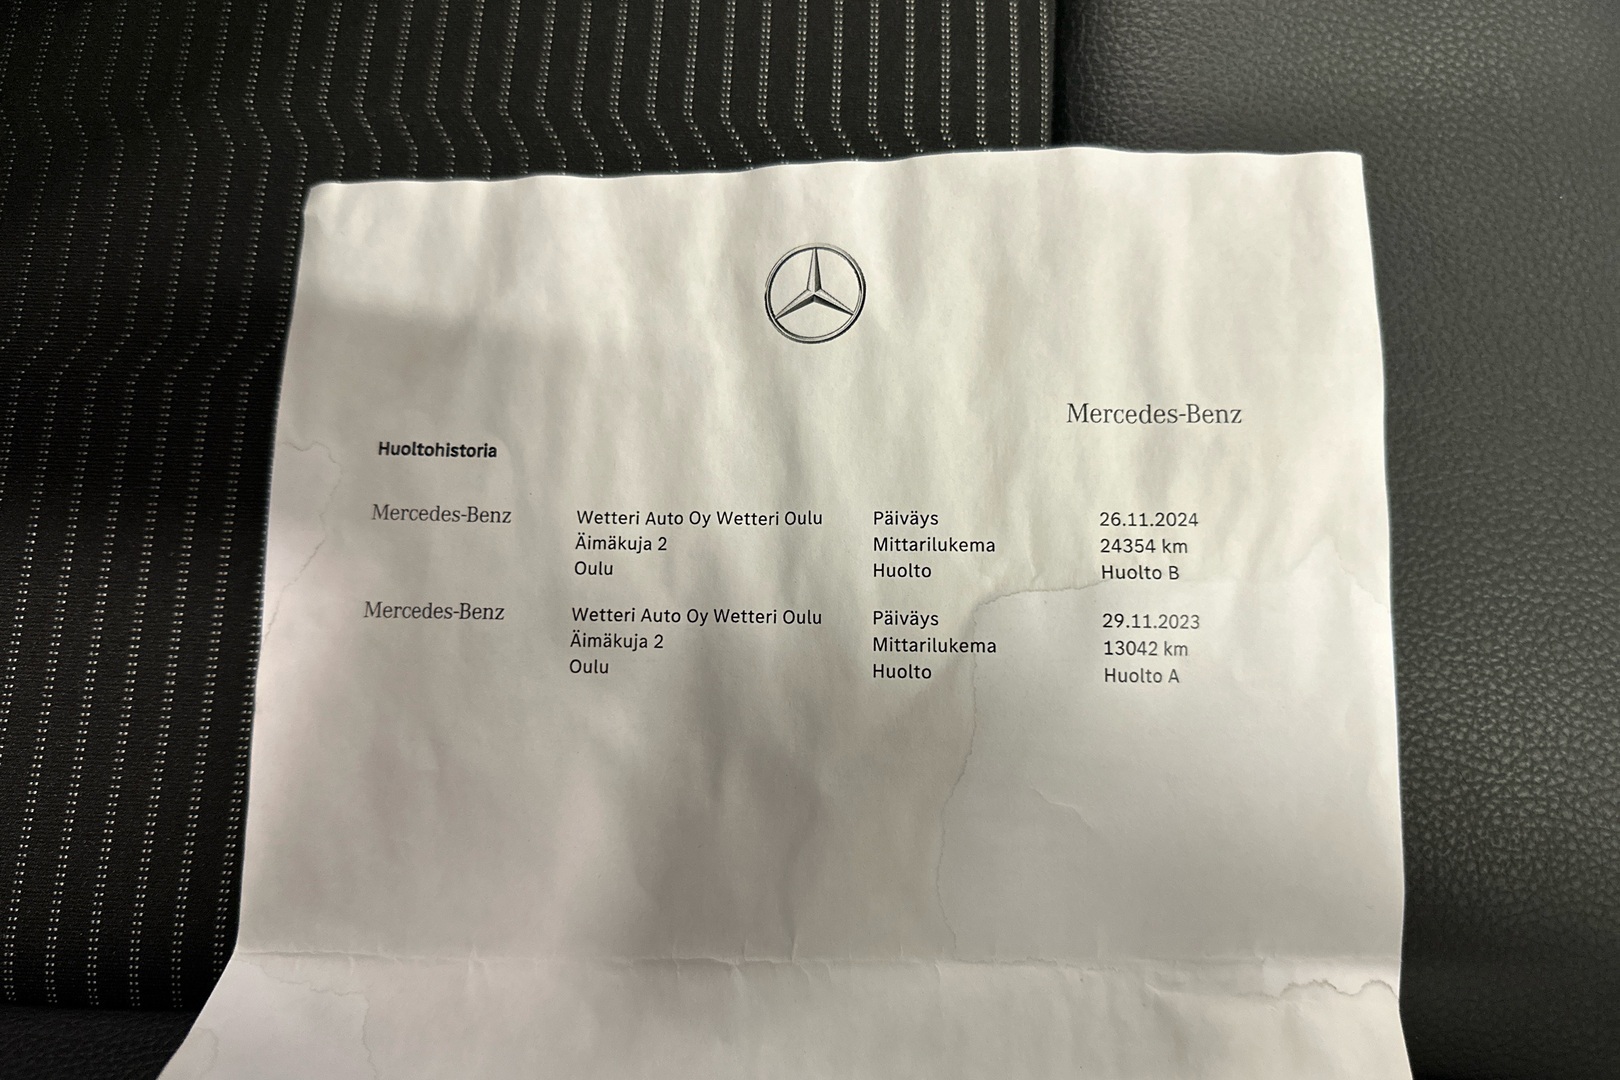 Mercedes-Benz
Huoltohistoria
Mercedes-Benz Wetteri Auto Oy Wetteri Oulu Päiväys 26.11.2024
Äimäkuja 2 Mittarilukema 24354 km
Oulu Huolto Huolto B
Mercedes-Benz Wetteri Auto Oy Wetteri Oulu Päiväys 29.11.2023
Äimäkuja 2 Mittarilukema 13042 km
Oulu Huolto Huolto A